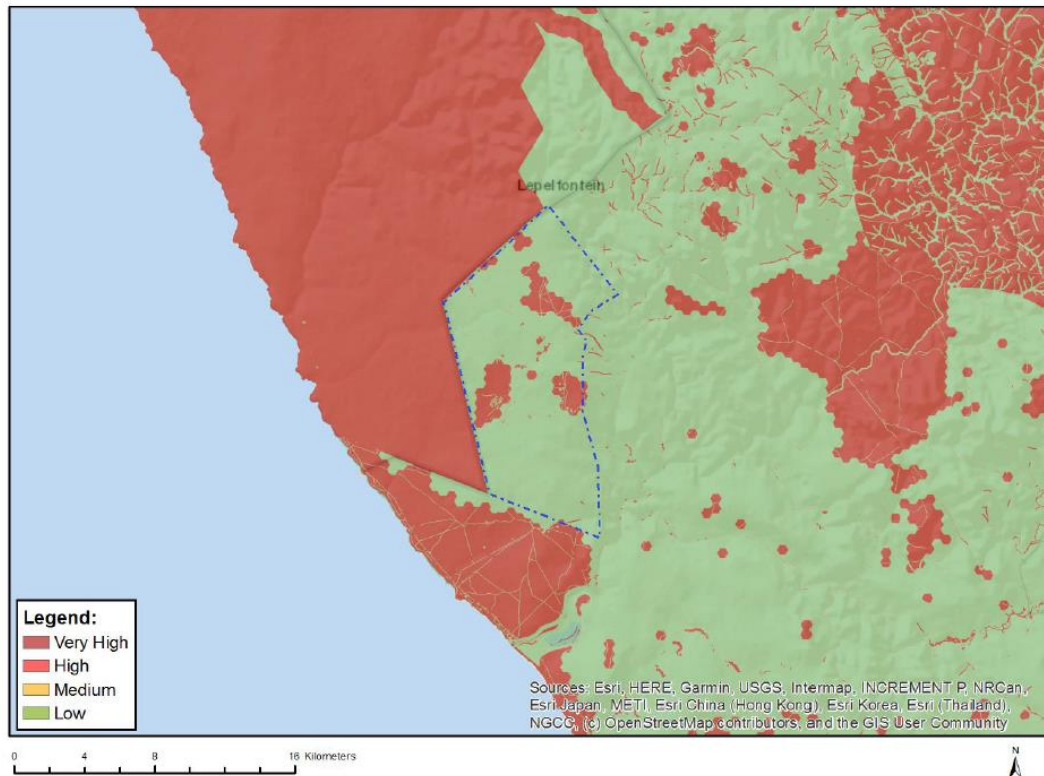 Lepelfontein
Legend:
Very High
High
Medium
Low
Sources: Esri, HERE, Garmin, USGS, Intermap, INCREMENT P, NRCan,
Esri Japan, METI, Esri China (Hong Kong), Esri Korea, Esri (Thailand),
NGCC, (c) OpenStreetMap contributors, and the GIS User Community
0 4 8 16 Kilometers
N